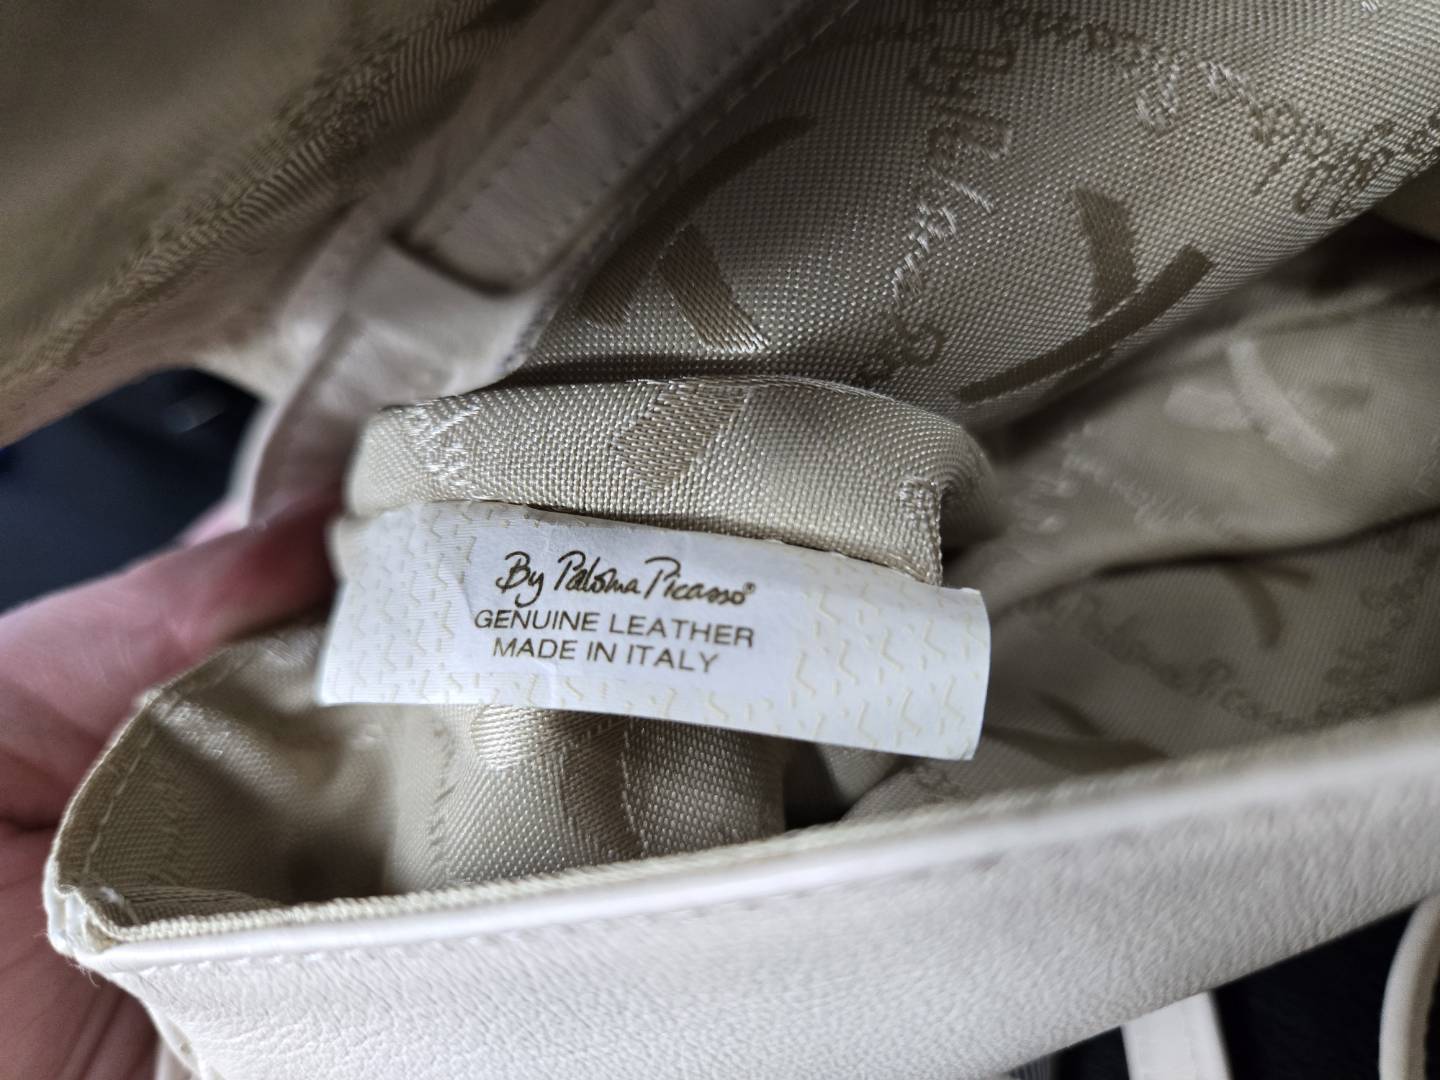 By Paloma Picasso®
GENUINE LEATHER
MADE IN ITALY